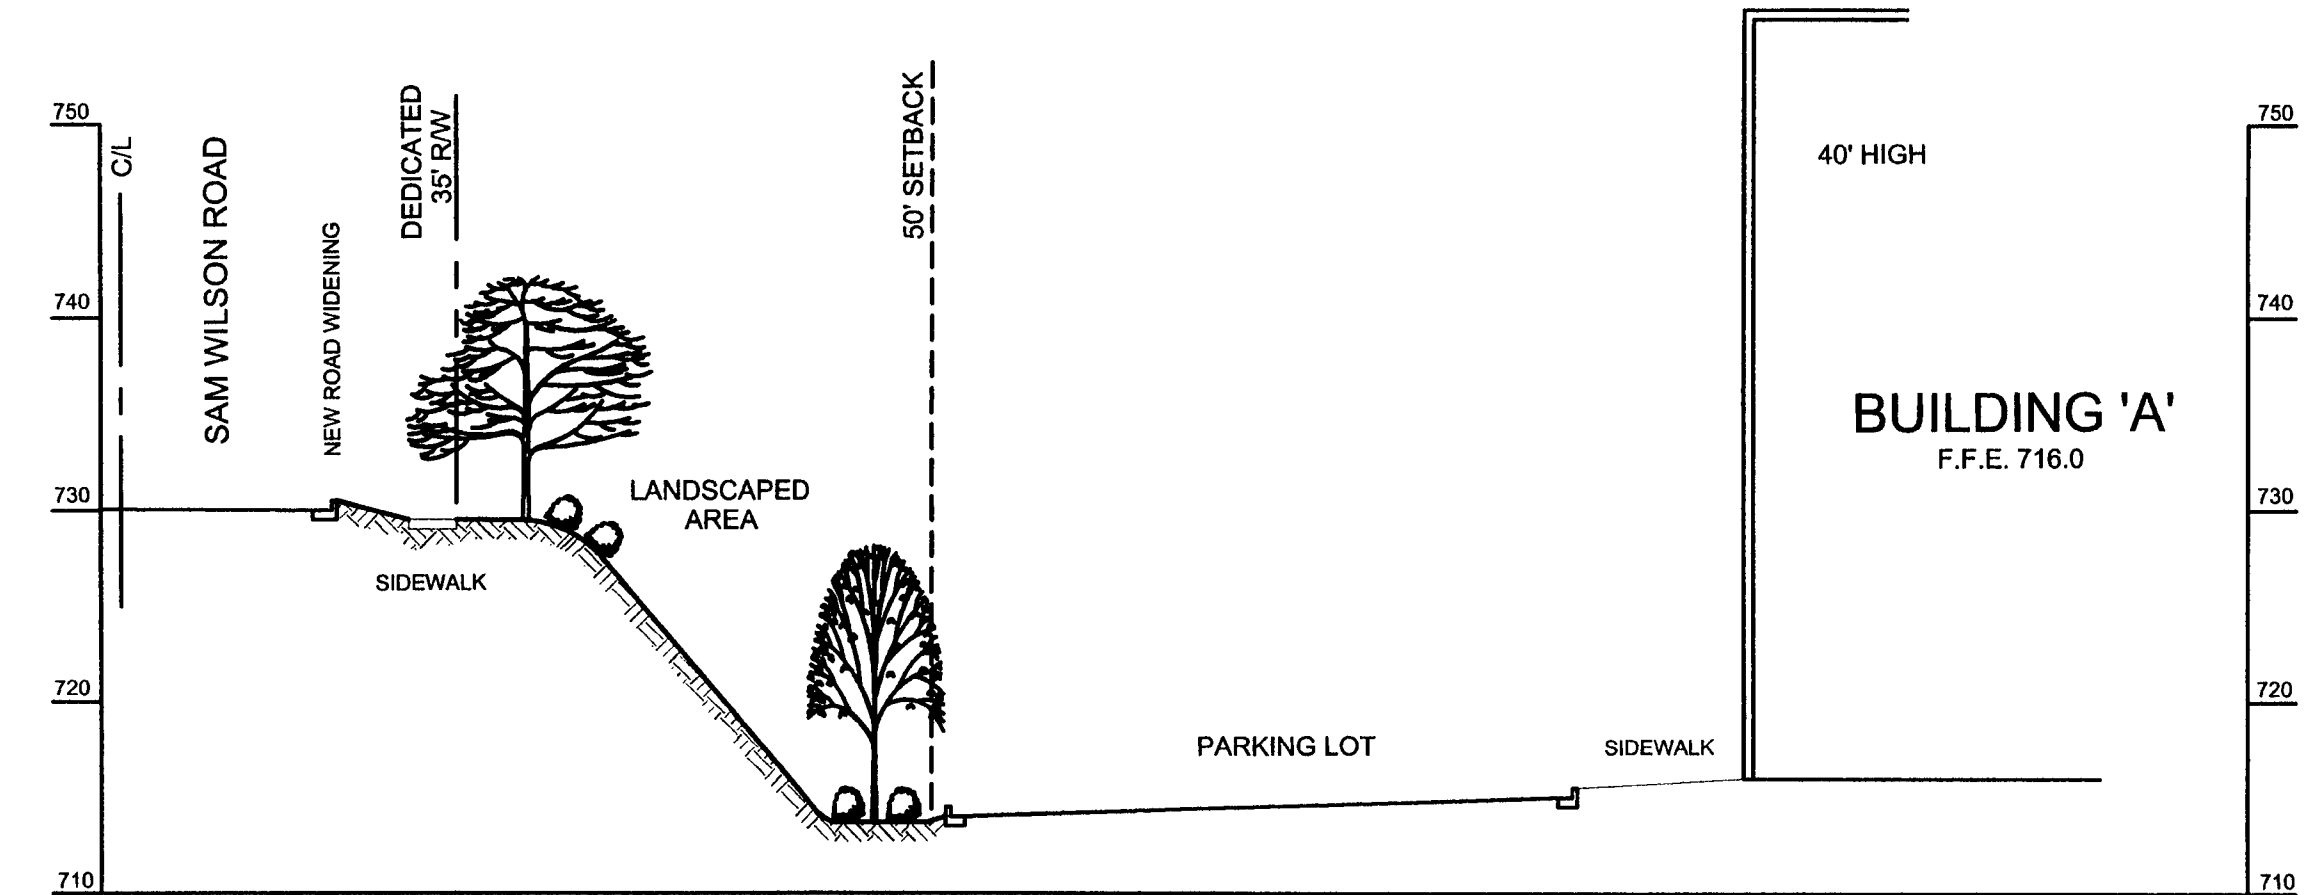 750
740
730
720
710
C/L
SAM WILSON ROAD
NEW ROAD WIDENING
DEDICATED
35' R/W
50' SETBACK
LANDSCAPED
AREA
SIDEWALK
PARKING LOT
SIDEWALK
40' HIGH
BUILDING 'A'
F.F.E. 716.0
750
740
730
720
710